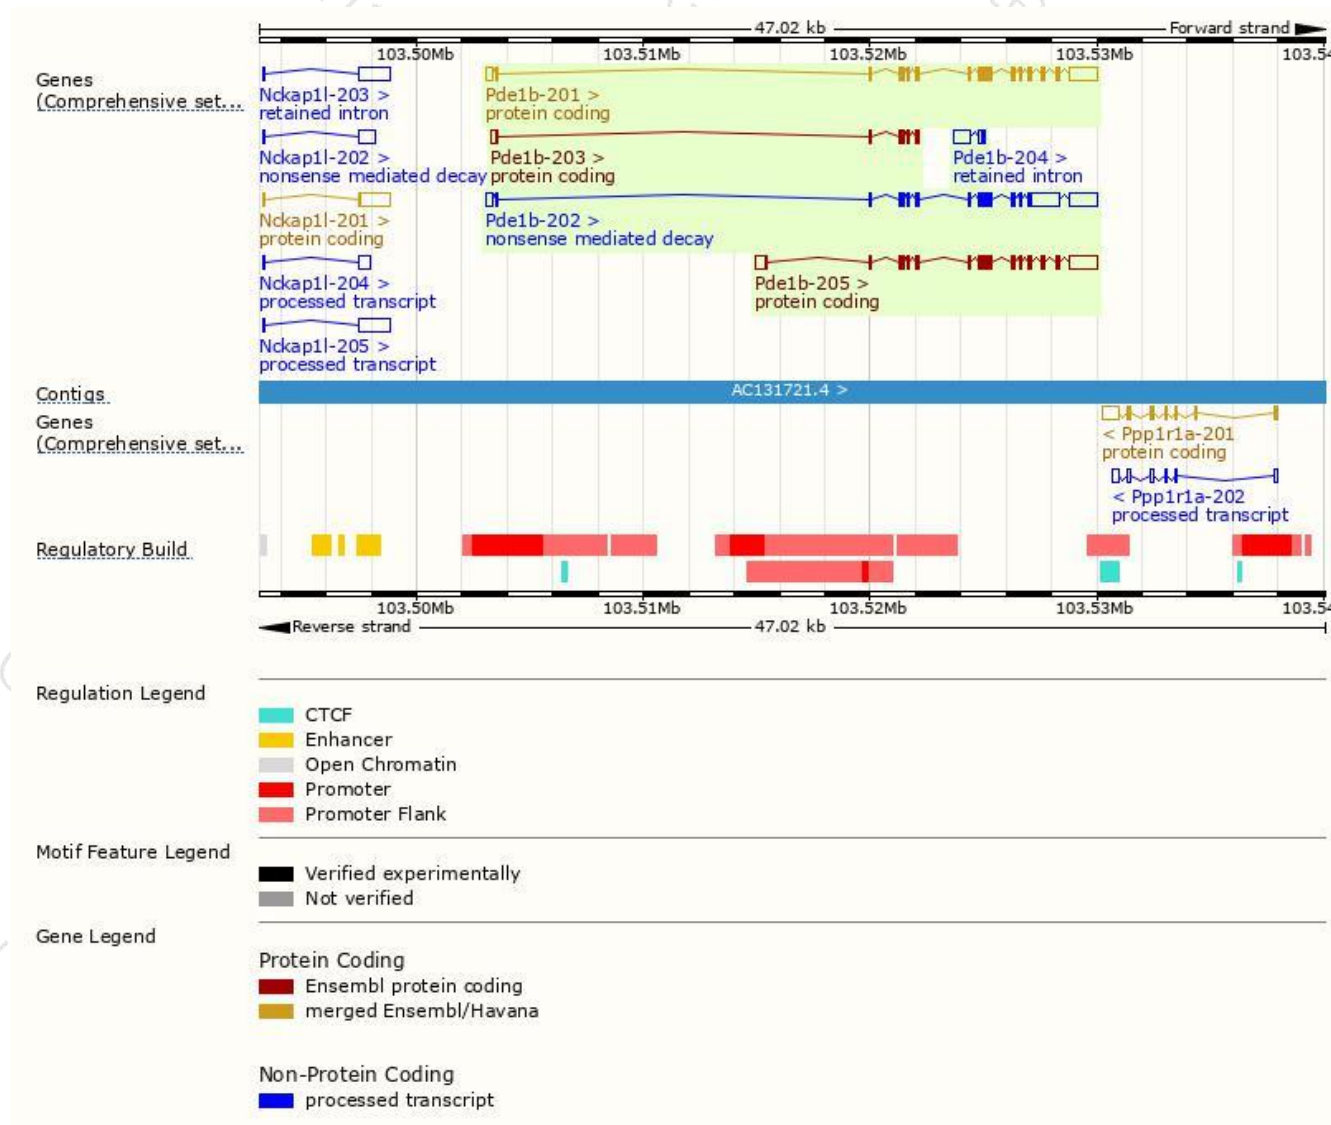 47.02 kb Forward strand
103.50Mb 103.51Mb 103.52Mb 103.53Mb 103.54
Genes
(Comprehensive set...
Nckap1l-203 >
retained intron
Pde1b-201 >
protein coding
Nckap1l-202 >
nonsense mediated decay
Pde1b-203 >
protein coding
Pde1b-204 >
retained intron
Nckap1l-201 >
protein coding
Pde1b-202 >
nonsense mediated decay
Nckap1l-204 >
processed transcript
Pde1b-205 >
protein coding
Nckap1l-205 >
processed transcript
Contigs
AC131721.4 >
Genes
(Comprehensive set...
< Ppp1r1a-201
protein coding
< Ppp1r1a-202
processed transcript
Regulatory Build
103.50Mb 103.51Mb 103.52Mb 103.53Mb 103.54
Reverse strand 47.02 kb
Regulation Legend
CTCF
Enhancer
Open Chromatin
Promoter
Promoter Flank
Motif Feature Legend
Verified experimentally
Not verified
Gene Legend
Protein Coding
Ensembl protein coding
merged Ensembl/Havana
Non-Protein Coding
processed transcript